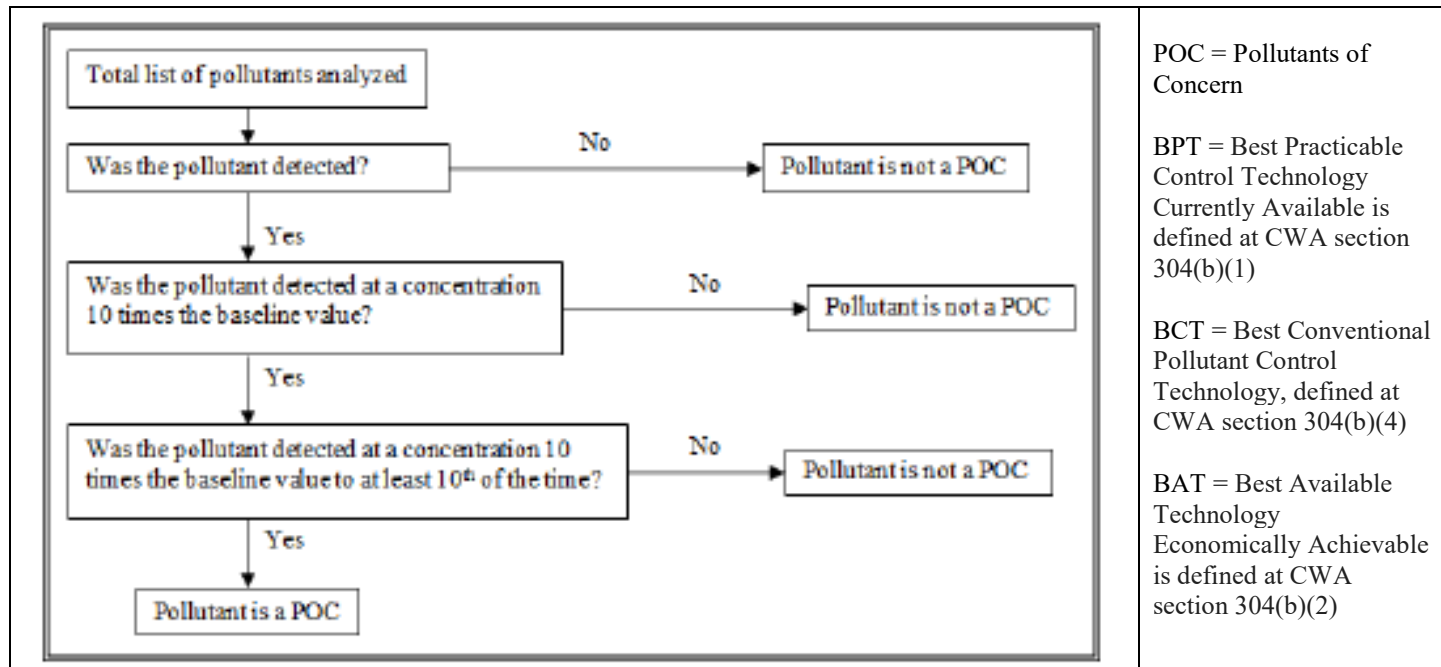 Total list of pollutants analyzed
Was the pollutant detected?
No
Pollutant is not a POC
Yes
Was the pollutant detected at a concentration
10 times the baseline value?
No
Pollutant is not a POC
Yes
Was the pollutant detected at a concentration 10
times the baseline value to at least 10th of the time?
No
Pollutant is not a POC
Yes
Pollutant is a POC
POC = Pollutants of
Concern
BPT = Best Practicable
Control Technology
Currently Available is
defined at CWA section
304(b)(1)
BCT = Best Conventional
Pollutant Control
Technology, defined at
CWA section 304(b)(4)
BAT = Best Available
Technology
Economically Achievable
is defined at CWA
section 304(b)(2)